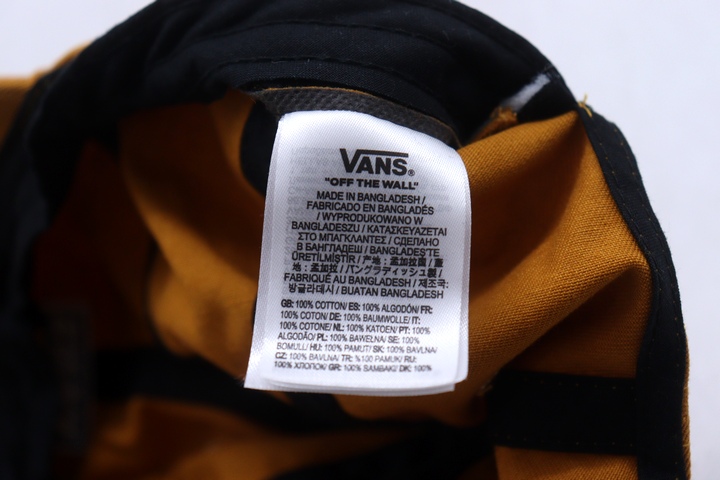 VANS®
"OFF THE WALL"
MADE IN BANGLADESH /
FABRICADO EN BANGLADÉS
/ WYPRODUKOWANO W
BANGLADESZU / ΚΑΤΑΣΚΕΥΑΖΕΤΑΙ
ΣΤΟ ΜΠΑΓΚΛΑΝΤΕΣ / СДЕЛАНО
В БАНГЛАДЕШ / BANGLADEŞ'TE
ÜRETİLMİŞTİR / 产地：孟加拉国 / 產
地：孟加拉 / バングラディッシュ製 /
FABRIQUÉ AU BANGLADESH / 제조국:
방글라데시 / BUATAN BANGLADESH
GB: 100% COTTON/ ES: 100% ALGODÓN/ FR:
100% COTON/ DE: 100% BAUMWOLLE/ IT:
100% COTONE/ NL: 100% KATOEN/ PT: 100%
ALGODÃO/ PL: 100% BAWEŁNA/ SE: 100%
BOMULL/ HU: 100% PAMUT/ SK: 100% BAVLNA/
CZ: 100% BAVLNA/ TR: %100 PAMUK/ RU:
100% ХЛОПОК/ GR: 100% ΒΑΜΒΑΚΙ/ DK: 100%